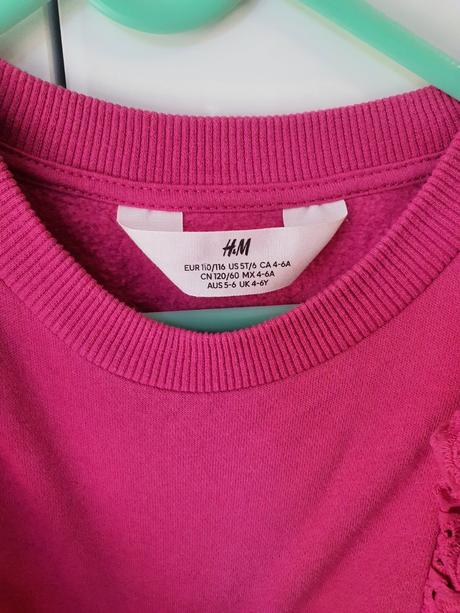 H&M
EUR 110/116 US 5T/6 CA 4-6A
CN 120/60 MX 4-6A
AUS 5-6 UK 4-6Y